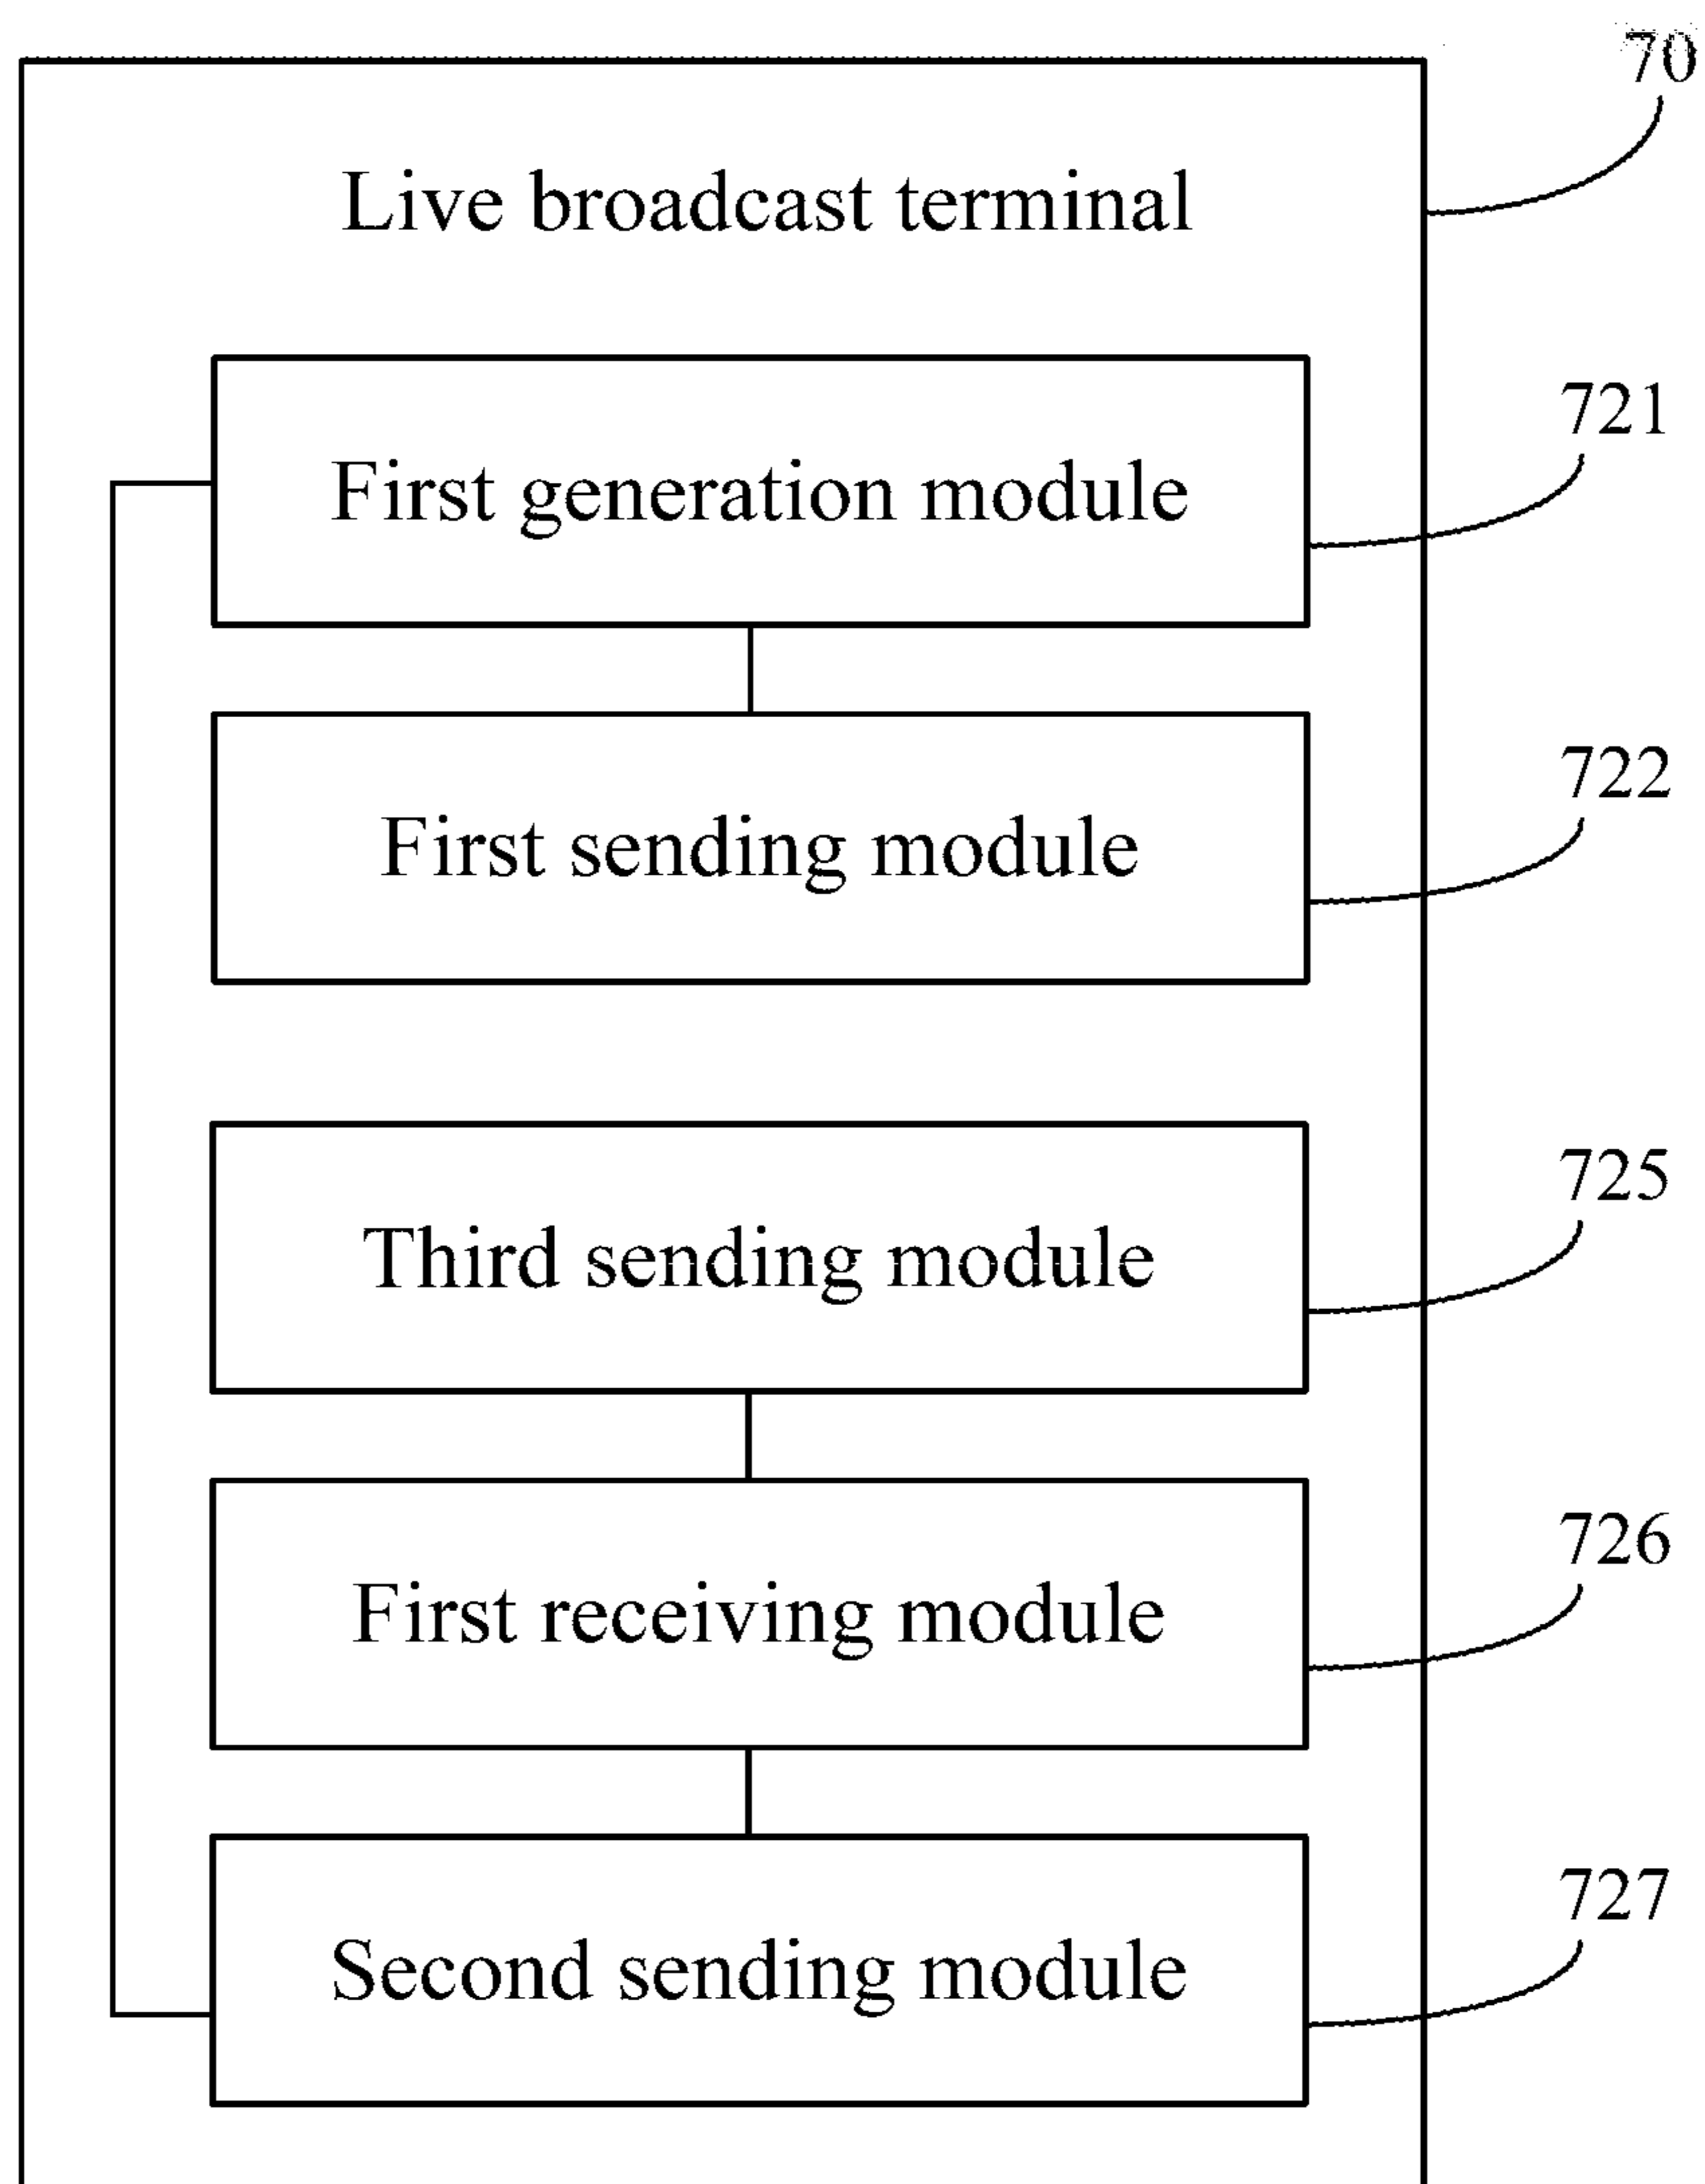 70
Live broadcast terminal
721
First generation module
722
First sending module
725
Third sending module
726
First receiving module
727
Second sending module